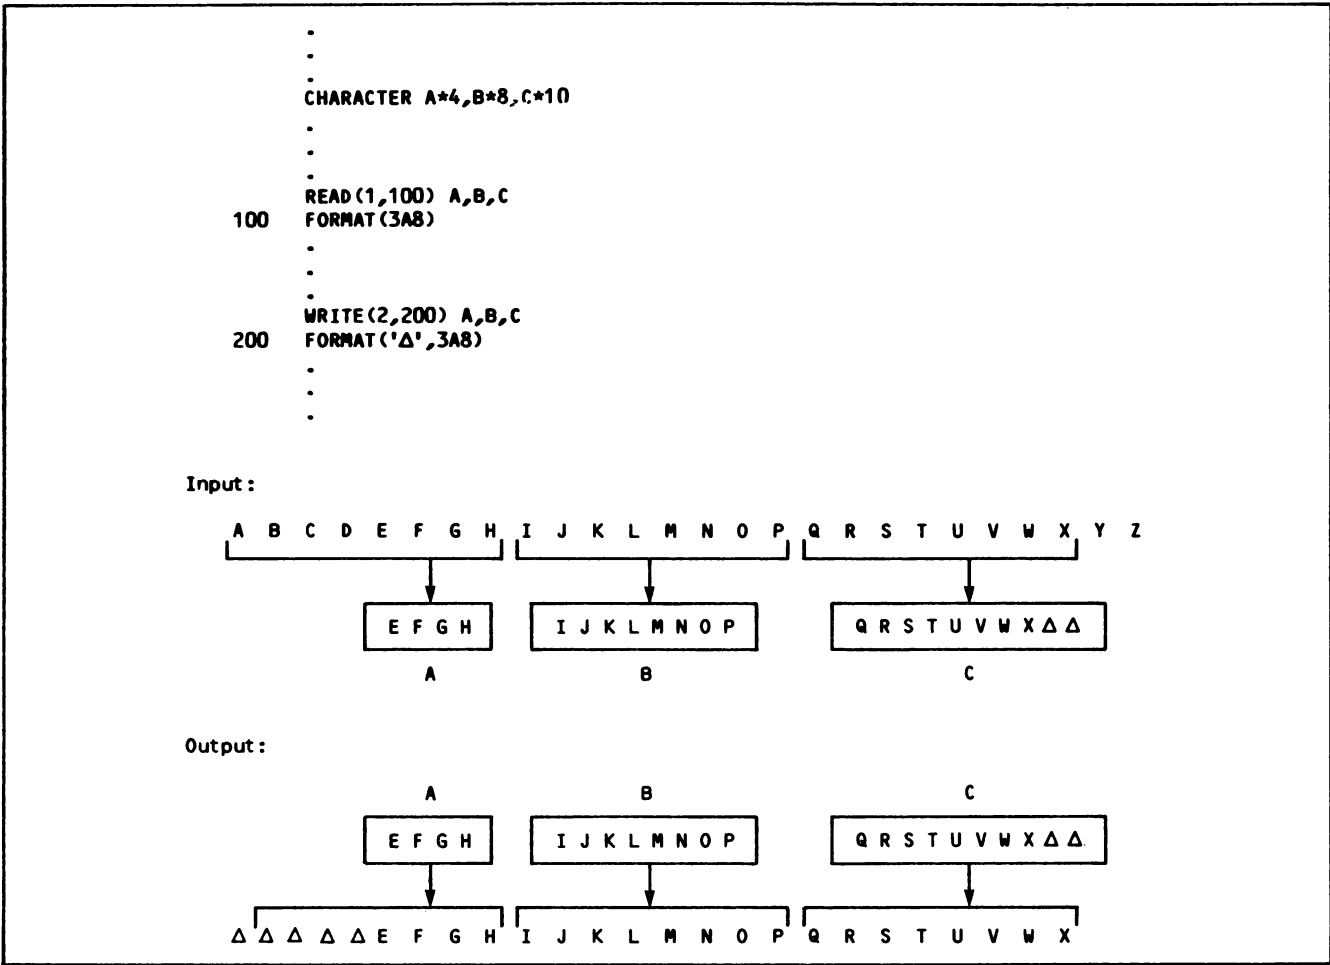 .
.
.
CHARACTER A*4,B*8,C*10
.
.
.
READ(1,100) A,B,C
100 FORMAT(3A8)
.
.
.
WRITE(2,200) A,B,C
200 FORMAT('Δ',3A8)
.
.
.
Input:
A B C D E F G H I J K L M N O P Q R S T U V W X Y Z
E F G H I J K L M N O P Q R S T U V W X Δ Δ
A B C
Output:
A B C
E F G H I J K L M N O P Q R S T U V W X Δ Δ
Δ Δ Δ Δ Δ E F G H I J K L M N O P Q R S T U V W X